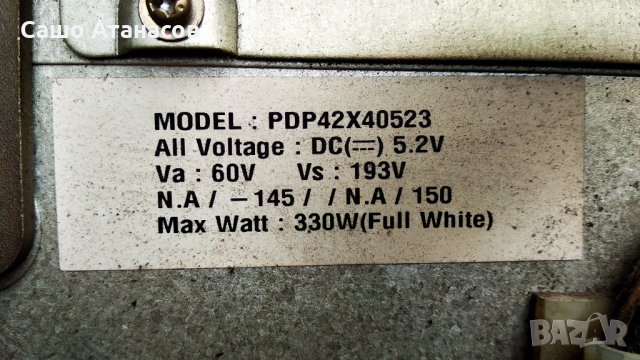 Сашо Атанасов
MODEL : PDP42X40523
All Voltage : DC(⎓) 5.2V
Va : 60V Vs : 193V
N.A / -145 / / N.A / 150
Max Watt : 330W(Full White)
BAZAR